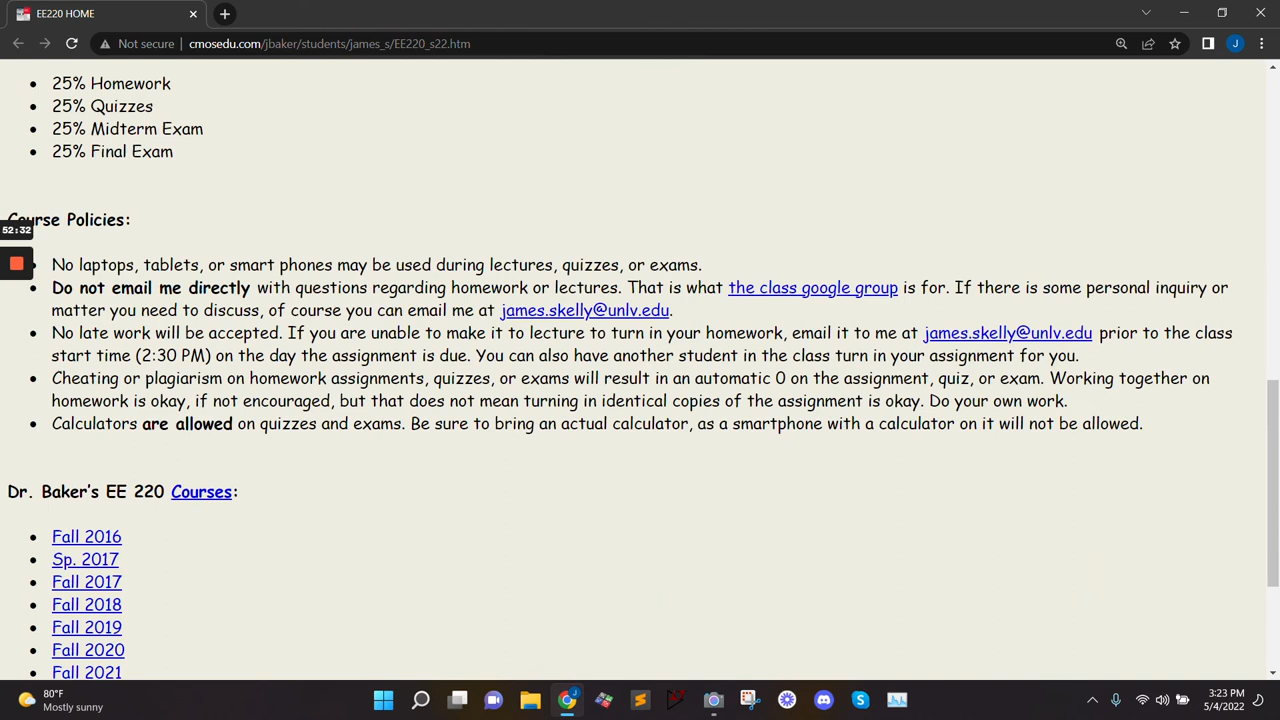 EE220 HOME
Not secure
cmosedu.com/jbaker/students/james_s/EE220_s22.htm
J
25% Homework
25% Quizzes
25% Midterm Exam
25% Final Exam
Course Policies:
52:32
No laptops, tablets, or smart phones may be used during lectures, quizzes, or exams.
Do not email me directly with questions regarding homework or lectures. That is what the class google group is for. If there is some personal inquiry or
matter you need to discuss, of course you can email me at james.skelly@unlv.edu.
No late work will be accepted. If you are unable to make it to lecture to turn in your homework, email it to me at james.skelly@unlv.edu prior to the class
start time (2:30 PM) on the day the assignment is due. You can also have another student in the class turn in your assignment for you.
Cheating or plagiarism on homework assignments, quizzes, or exams will result in an automatic 0 on the assignment, quiz, or exam. Working together on
homework is okay, if not encouraged, but that does not mean turning in identical copies of the assignment is okay. Do your own work.
Calculators are allowed on quizzes and exams. Be sure to bring an actual calculator, as a smartphone with a calculator on it will not be allowed.
Dr. Baker's EE 220 Courses:
Fall 2016
Sp. 2017
Fall 2017
Fall 2018
Fall 2019
Fall 2020
Fall 2021
80°F
Mostly sunny
3:23 PM
5/4/2022